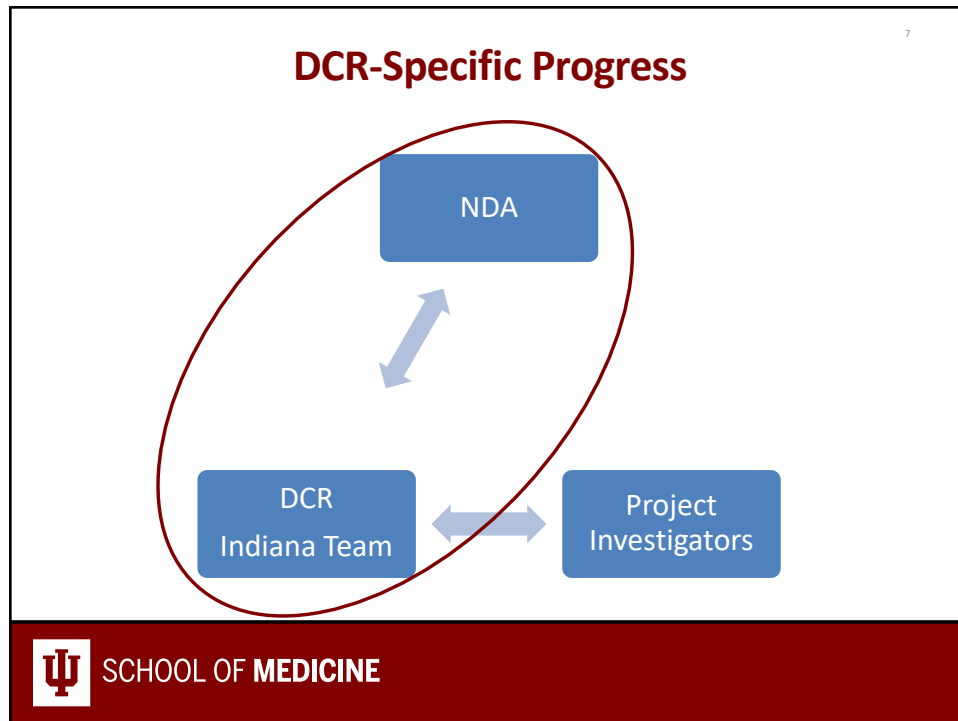 7
DCR-Specific Progress
NDA
DCR
Indiana Team
Project
Investigators
SCHOOL OF MEDICINE